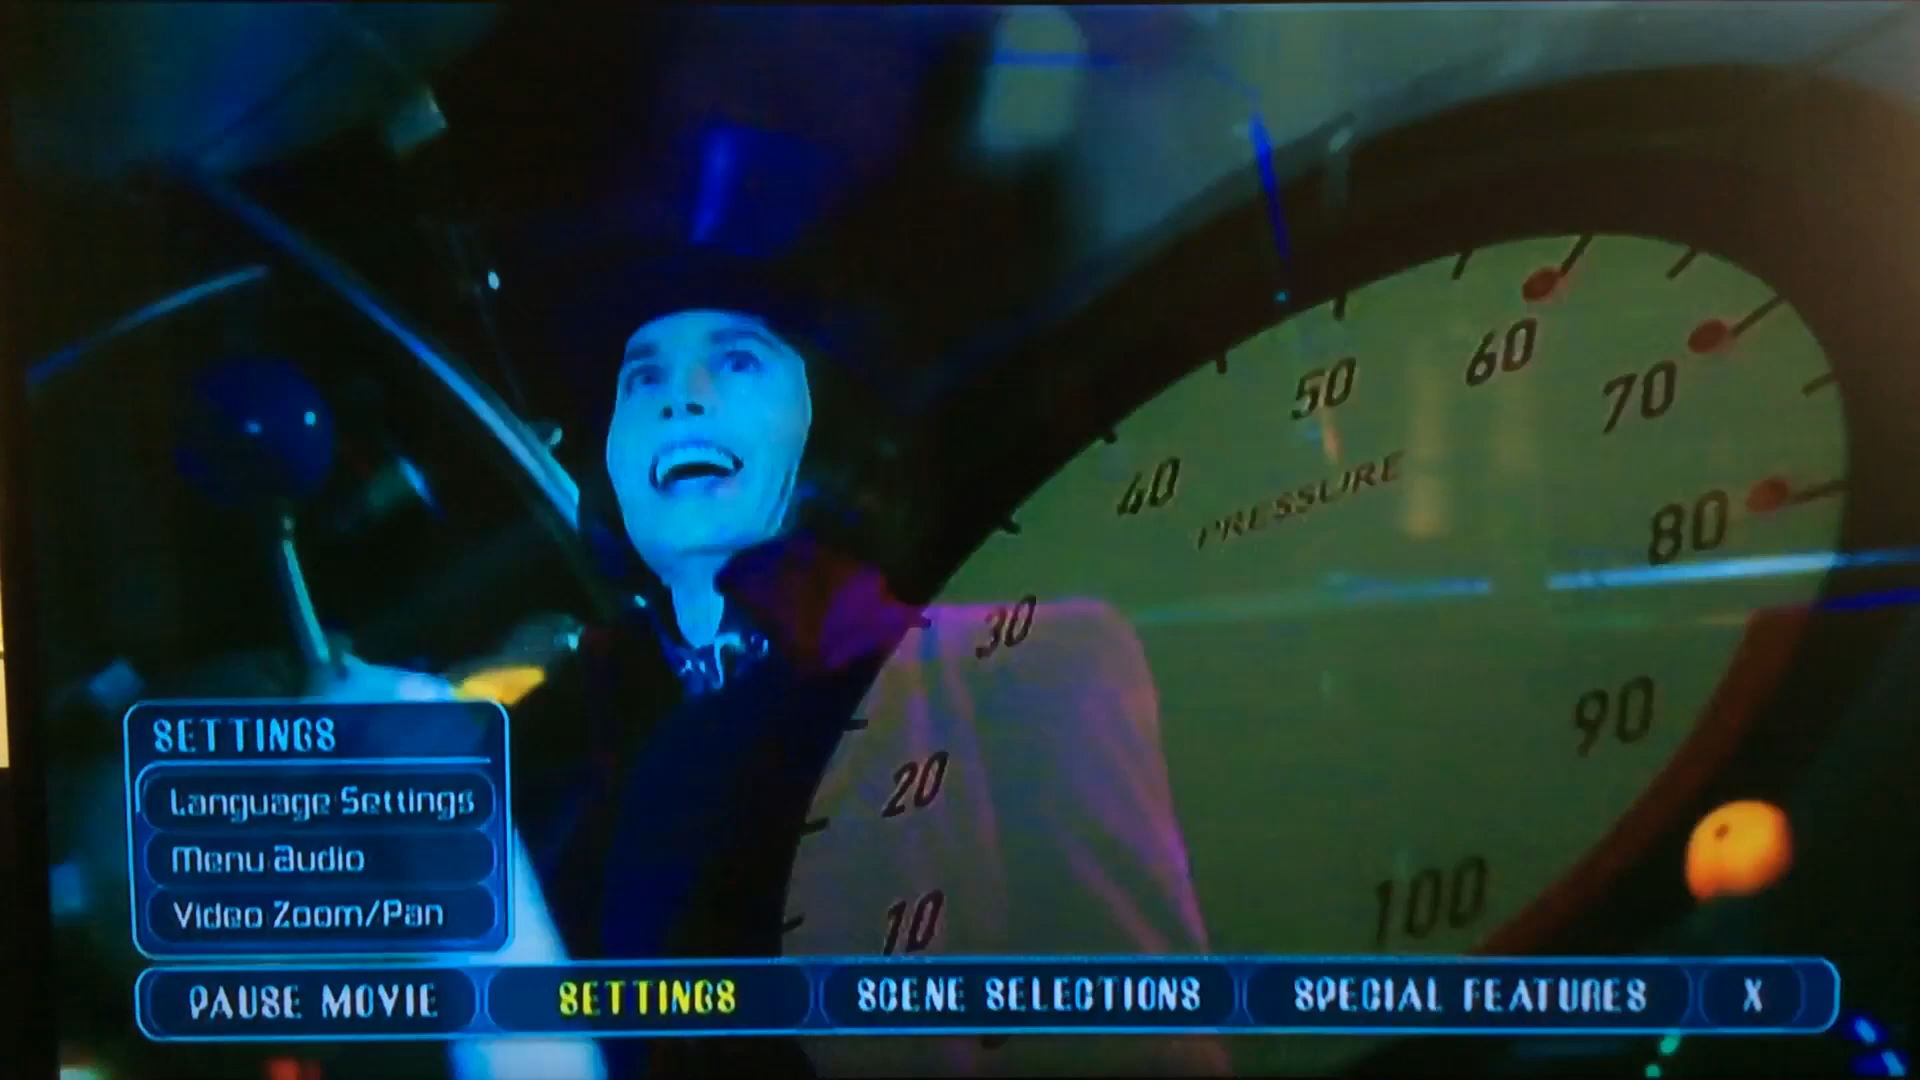 50
60
70
40
PRESSURE
80
30
90
20
10
100
SETTINGS
Language Settings
Menu Audio
Video Zoom/Pan
PAUSE MOVIE SETTINGS SCENE SELECTIONS SPECIAL FEATURES X